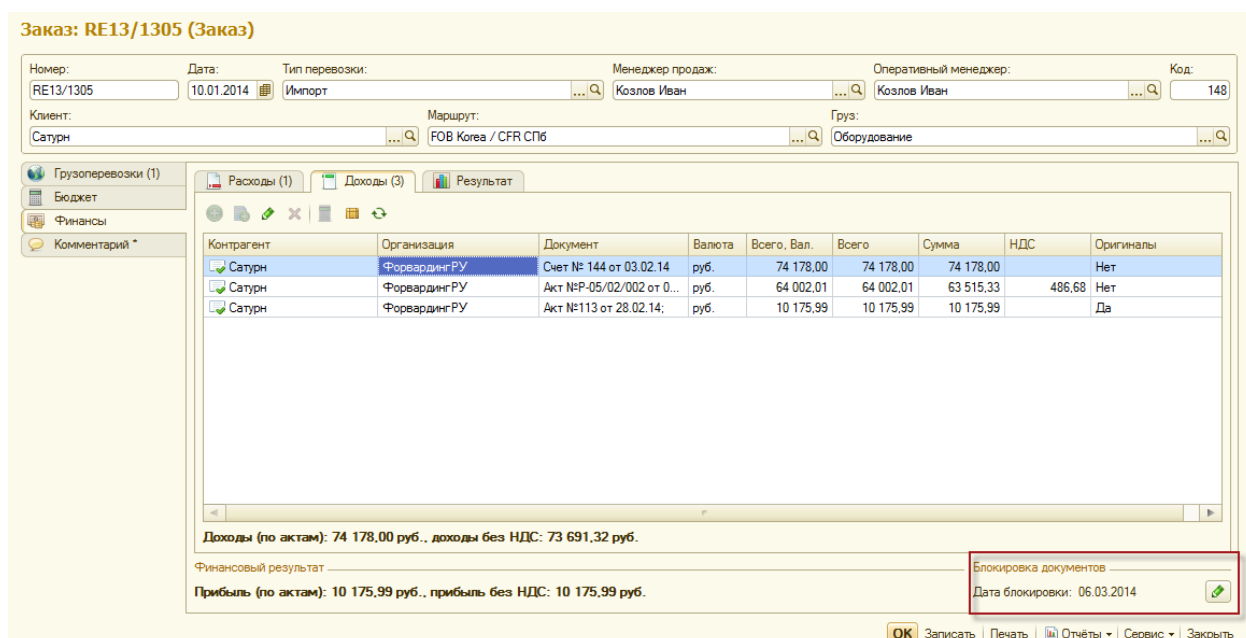 Заказ: RE13/1305 (Заказ)
Номер: Дата: Тип перевозки: Менеджер продаж: Оперативный менеджер: Код:
RE13/1305 10.01.2014 Импорт ... Козлов Иван ... Козлов Иван ... 148
Клиент: Маршрут: Груз:
Сатурн ... FOB Korea / CFR СПб ... Оборудование ...
Грузоперевозки (1)
Бюджет
Финансы
Комментарий *
Расходы (1) Доходы (3) Результат
Контрагент Организация Документ Валюта Всего, Вал. Всего Сумма НДС Оригиналы
Сатурн ФорвардингРУ Счет № 144 от 03.02.14 руб. 74 178,00 74 178,00 74 178,00 Нет
Сатурн ФорвардингРУ Акт №Р-05/02/002 от 0... руб. 64 002,01 64 002,01 63 515,33 486,68 Нет
Сатурн ФорвардингРУ Акт №113 от 28.02.14; руб. 10 175,99 10 175,99 10 175,99 Да
Доходы (по актам): 74 178,00 руб., доходы без НДС: 73 691,32 руб.
Финансовый результат Блокировка документов
Прибыль (по актам): 10 175,99 руб., прибыль без НДС: 10 175,99 руб. Дата блокировки: 06.03.2014
OK Записать Печать Отчёты Сервис Закрыть